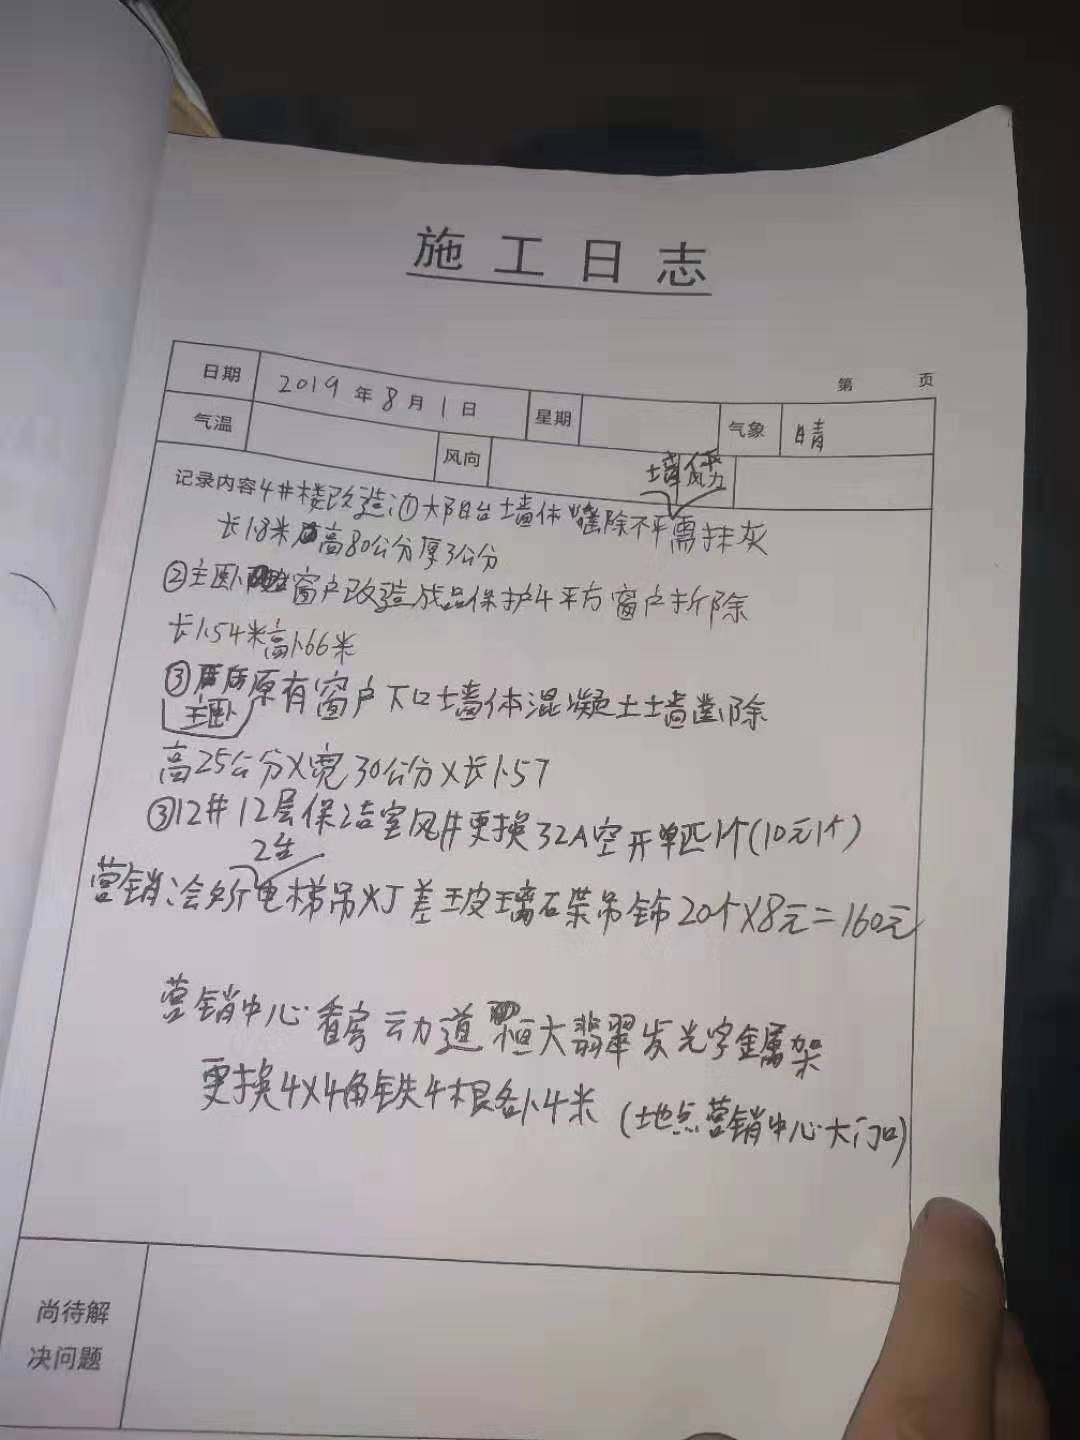 施工日志
第 页
日期 2019年8月1日 星期 气象 晴
气温 风向
墙体
记录内容4#楼改造:①大阳台墙体凿除不平需抹灰
长1.8米高80公分厚3公分
②主卧窗户改造成品保护4平方窗户拆除
长1.54米高1.66米
③原有窗户下口墙体混凝土墙凿除
主卧
高25公分X宽30公分X长1.57
③12#12层保洁室风井更换32A空开单匹1个(10元1个)
2全
营销会所电梯吊灯差玻璃石装吊饰20个X8元=160元
营销中心看房动道恒大翡翠发光字金属架
更换4X4角铁4根各1.4米(地点营销中心大门口)
尚待解
决问题